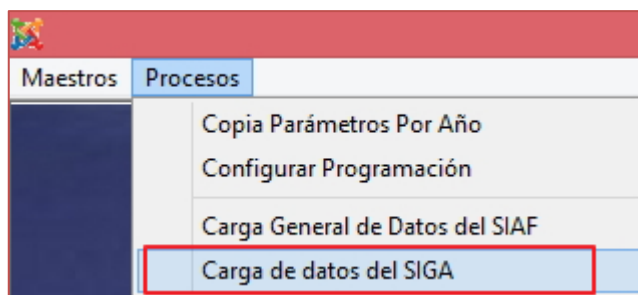 Maestros Procesos
Copia Parámetros Por Año
Configurar Programación
Carga General de Datos del SIAF
Carga de datos del SIGA